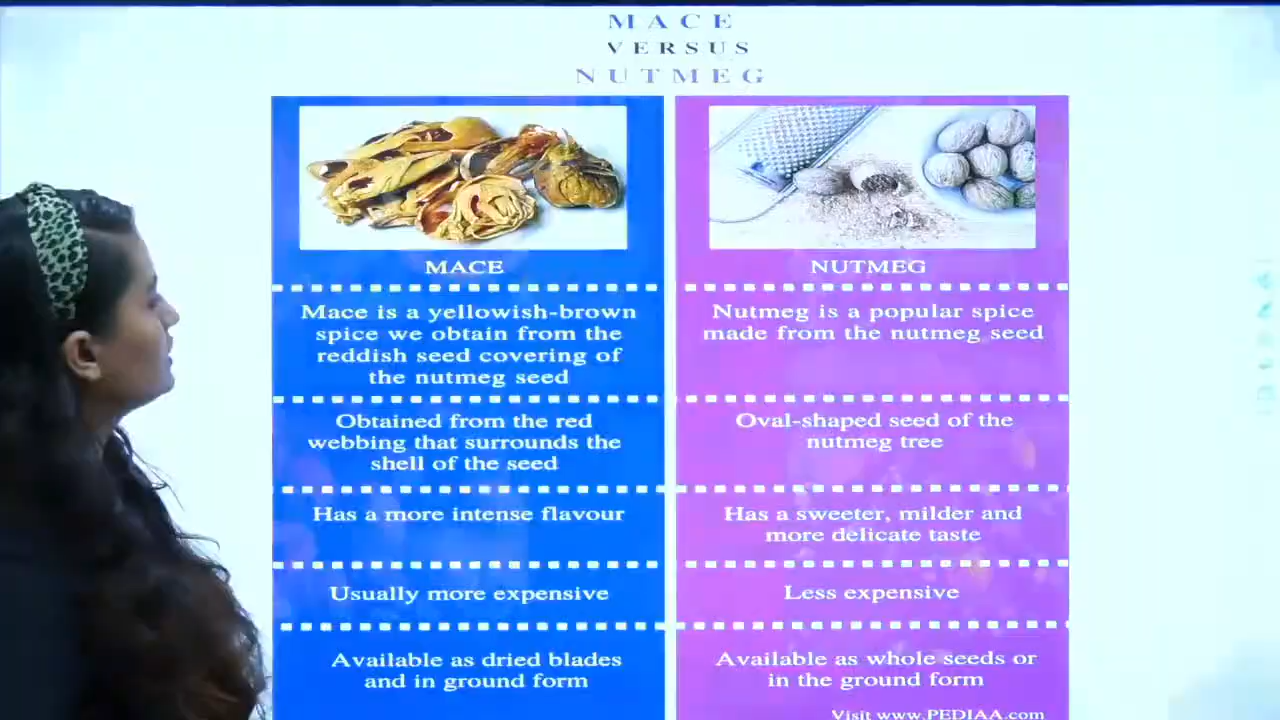 MACE
VERSUS
NUTMEG
MACE
Mace is a yellowish-brown
spice we obtain from the
reddish seed covering of
the nutmeg seed
Obtained from the red
webbing that surrounds the
shell of the seed
Has a more intense flavour
Usually more expensive
Available as dried blades
and in ground form
NUTMEG
Nutmeg is a popular spice
made from the nutmeg seed
Oval-shaped seed of the
nutmeg tree
Has a sweeter, milder and
more delicate taste
Less expensive
Available as whole seeds or
in the ground form
Visit www.PEDIAA.com